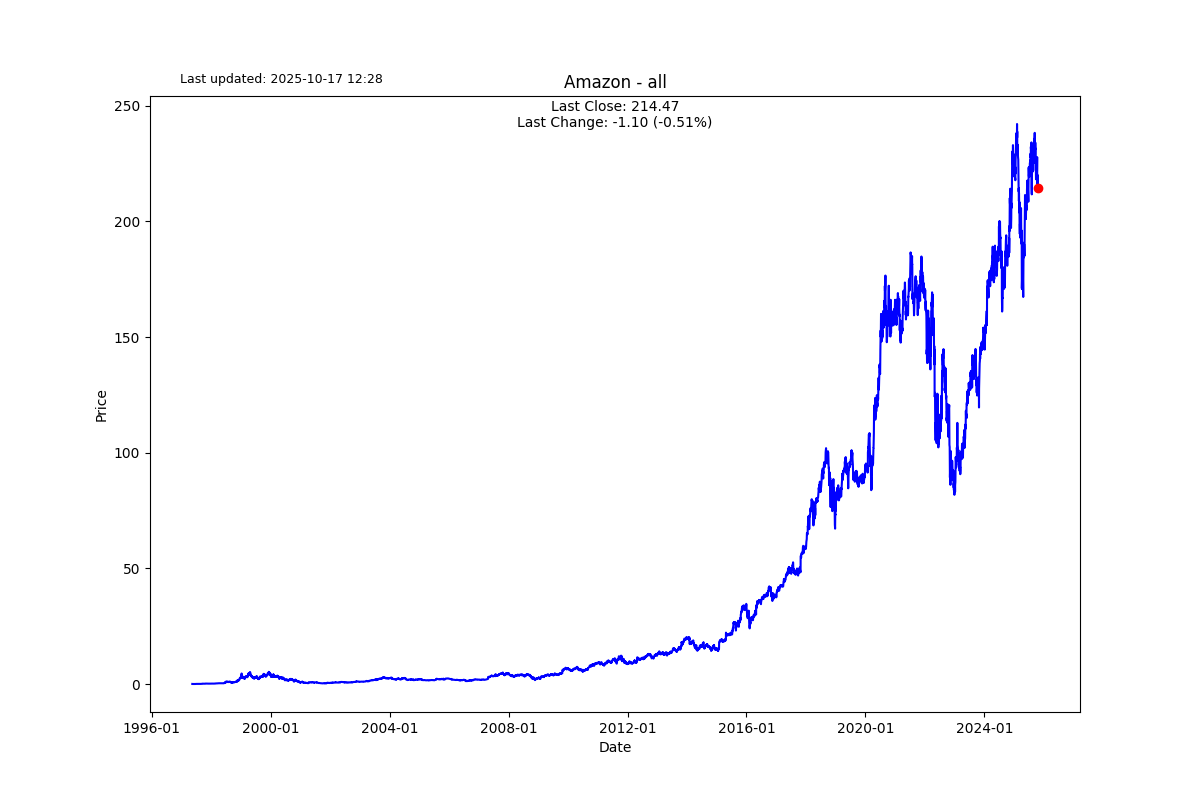 Last updated: 2025-10-17 12:28
Amazon - all
Last Close: 214.47
Last Change: -1.10 (-0.51%)
250
200
150
100
50
0
Price
1996-01 2000-01 2004-01 2008-01 2012-01 2016-01 2020-01 2024-01
Date